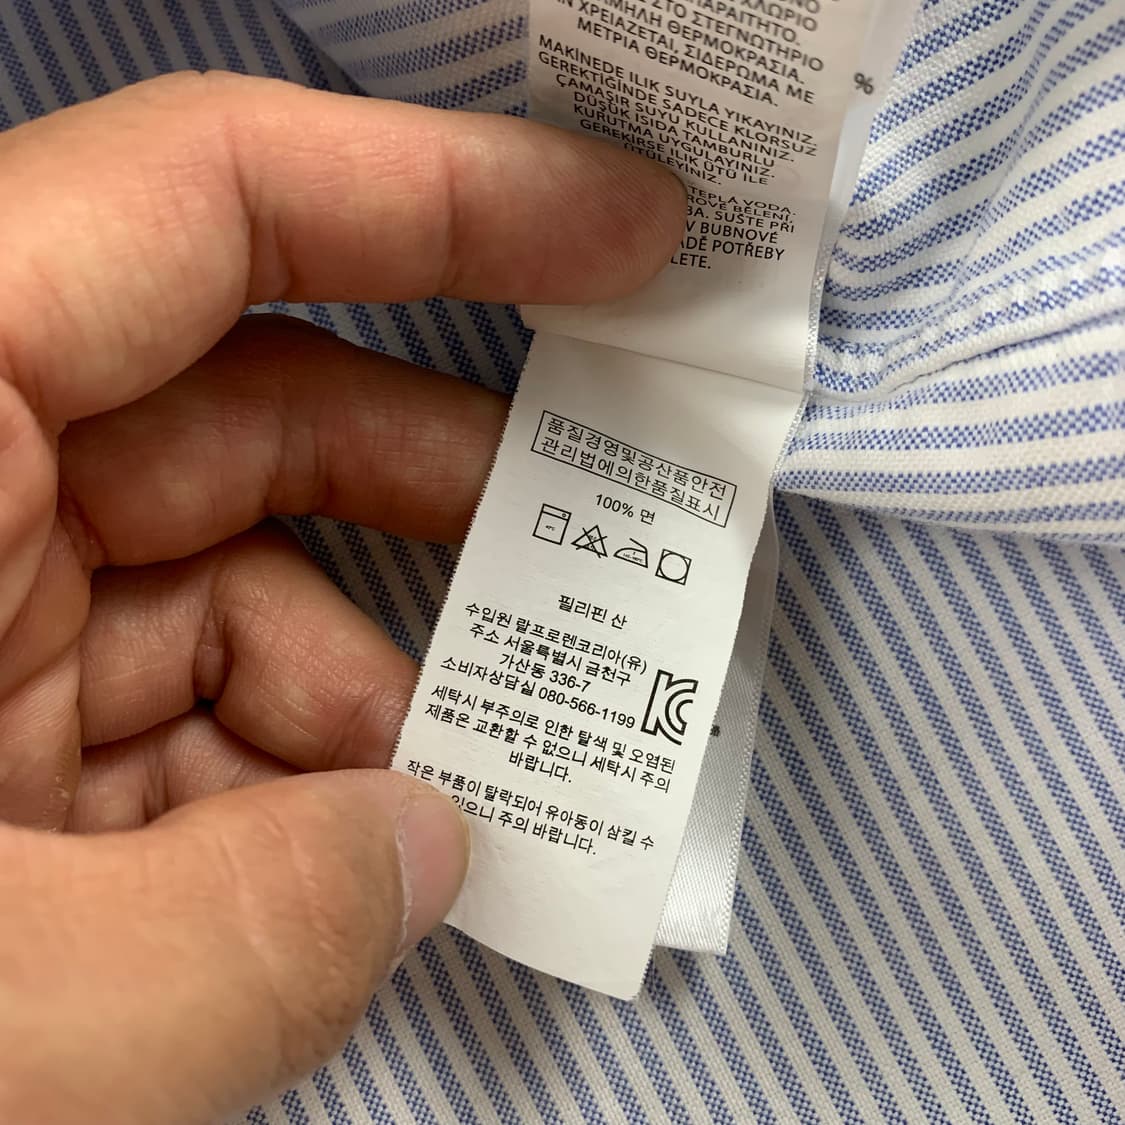 ΧΛΩΡΙΟ
ΣΤΟ ΣΤΕΓΝΩΤΗΡΙΟ
ΧΑΜΗΛΗ ΘΕΡΜΟΚΡΑΣΙΑ.
ΑΝ ΧΡΕΙΑΖΕΤΑΙ, ΣΙΔΕΡΩΜΑ ΜΕ
ΜΕΤΡΙΑ ΘΕΡΜΟΚΡΑΣΙΑ.
MAKİNEDE ILIK SUYLA YIKAYINIZ,
GEREKTİĞİNDE SADECE KLORSUZ
ÇAMAŞIR SUYU KULLANINIZ.
DÜŞÜK ISIDA TAMBURLU
KURUTMA UYGULAYINIZ.
GEREKİRSE ILIK ÜTÜ İLE
ÜTÜLEYİNİZ.
TEPLÁ VODA.
BĚLENÍ,
SUŠTE PŘI
V BUBNOVÉ
POTŘEBY
%
품질경영및공산품안전
관리법에의한품질표시
100% 면
필리핀 산
수입원 랄프로렌코리아(유)
주소 서울특별시 금천구
가산동 336-7
소비자상담실 080-566-1199
세탁시 부주의로 인한 탈색 및 오염된
제품은 교환할 수 없으니 세탁시 주의
바랍니다.
작은 부품이 탈락되어 유아동이 삼킬 수
있으니 주의 바랍니다.